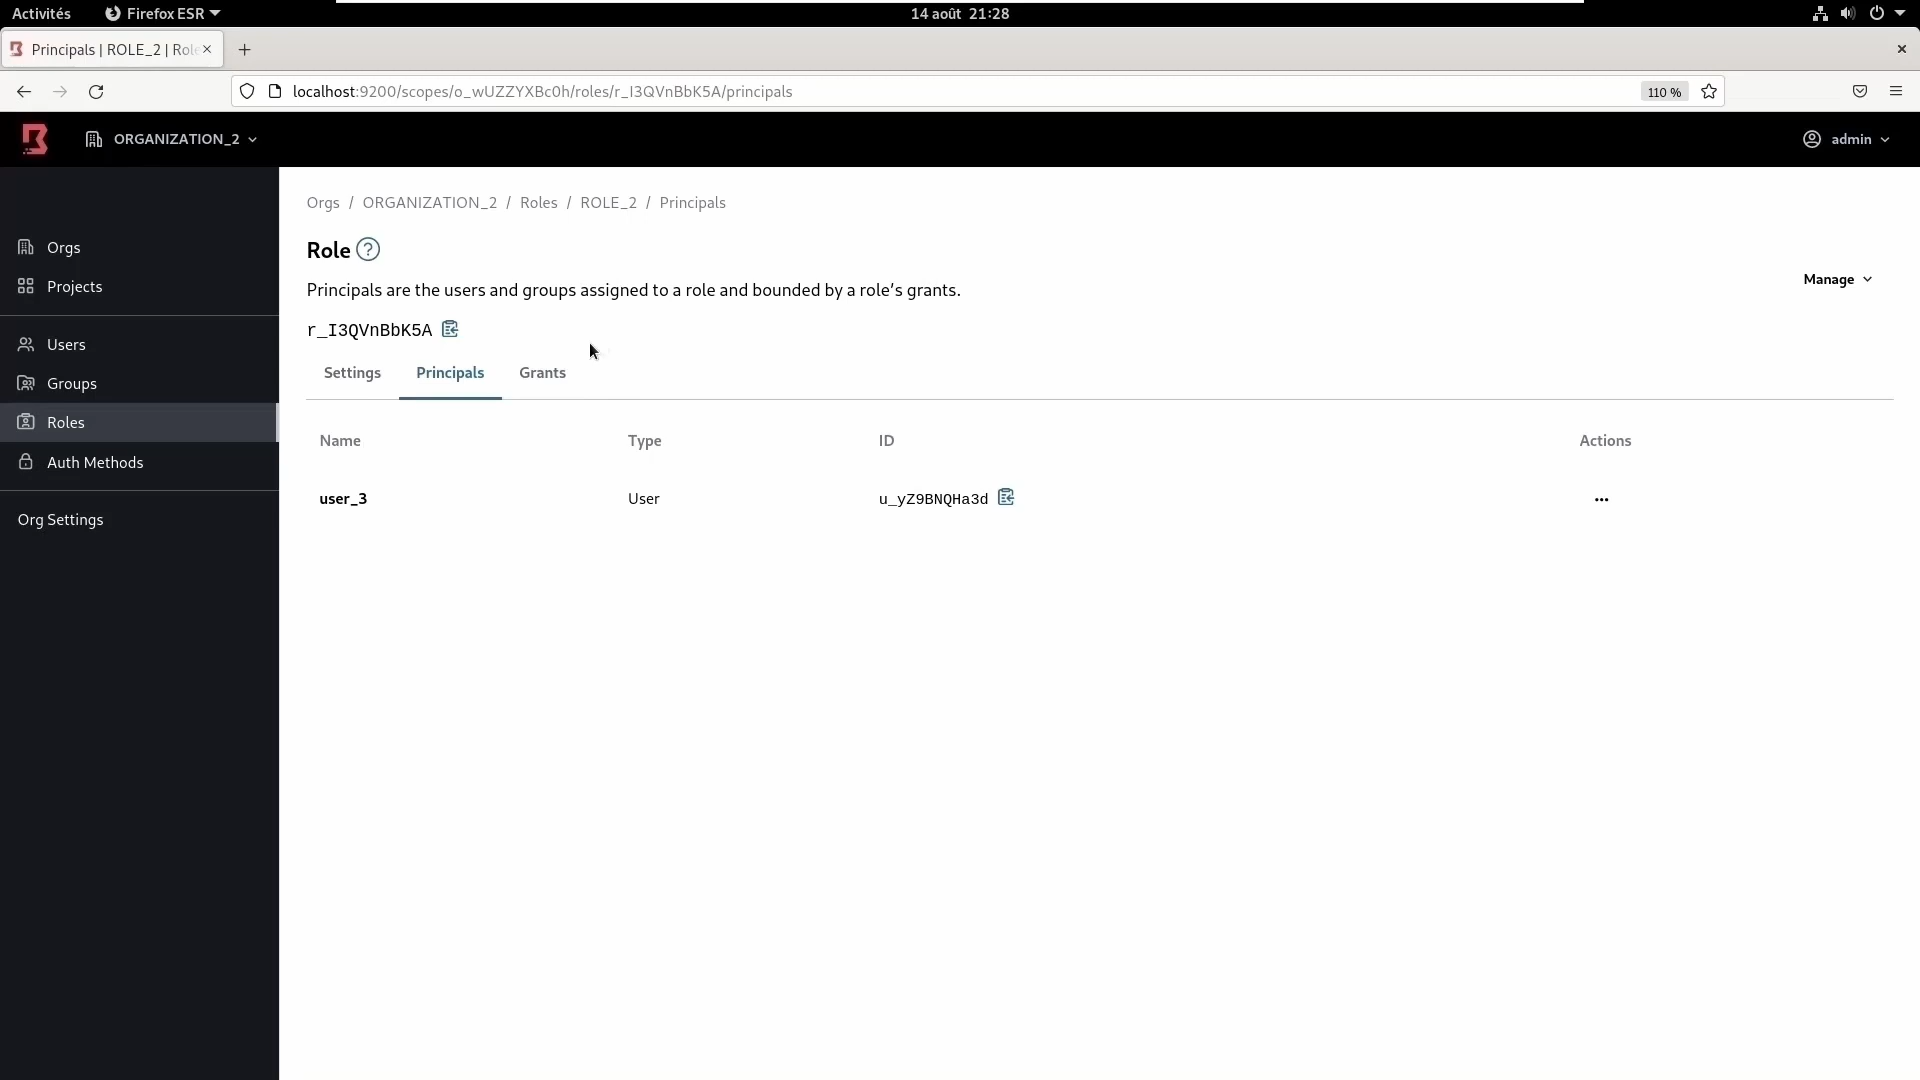 Activités
Firefox ESR
14 août 21:28
Principals | ROLE_2 | Role
localhost:9200/scopes/o_wUZZYXBc0h/roles/r_I3QVnBbK5A/principals
110 %
ORGANIZATION_2
admin
Orgs
Projects
Users
Groups
Roles
Auth Methods
Org Settings
Orgs / ORGANIZATION_2 / Roles / ROLE_2 / Principals
Role ?
Principals are the users and groups assigned to a role and bounded by a role’s grants.
Manage
r_I3QVnBbK5A
Settings Principals Grants
Name Type ID Actions
user_3 User u_yZ9BNQHa3d